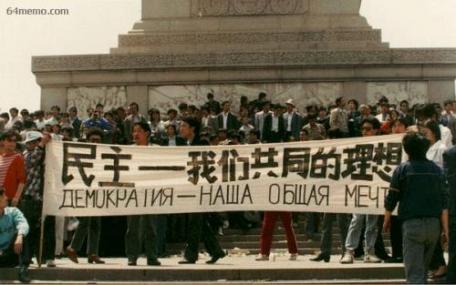 64memo.com
民主—我们共同的理想
ДЕМОКРАТИЯ—НАША ОБЩАЯ МЕЧТ